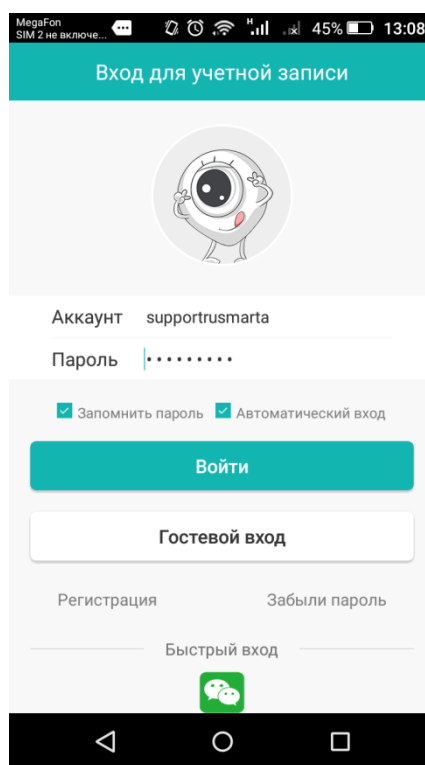 MegaFon
SIM 2 не включе... 45% 13:08
Вход для учетной записи
Аккаунт supportrusmarta
Пароль •••••••••
Запомнить пароль Автоматический вход
Войти
Гостевой вход
Регистрация Забыли пароль
Быстрый вход